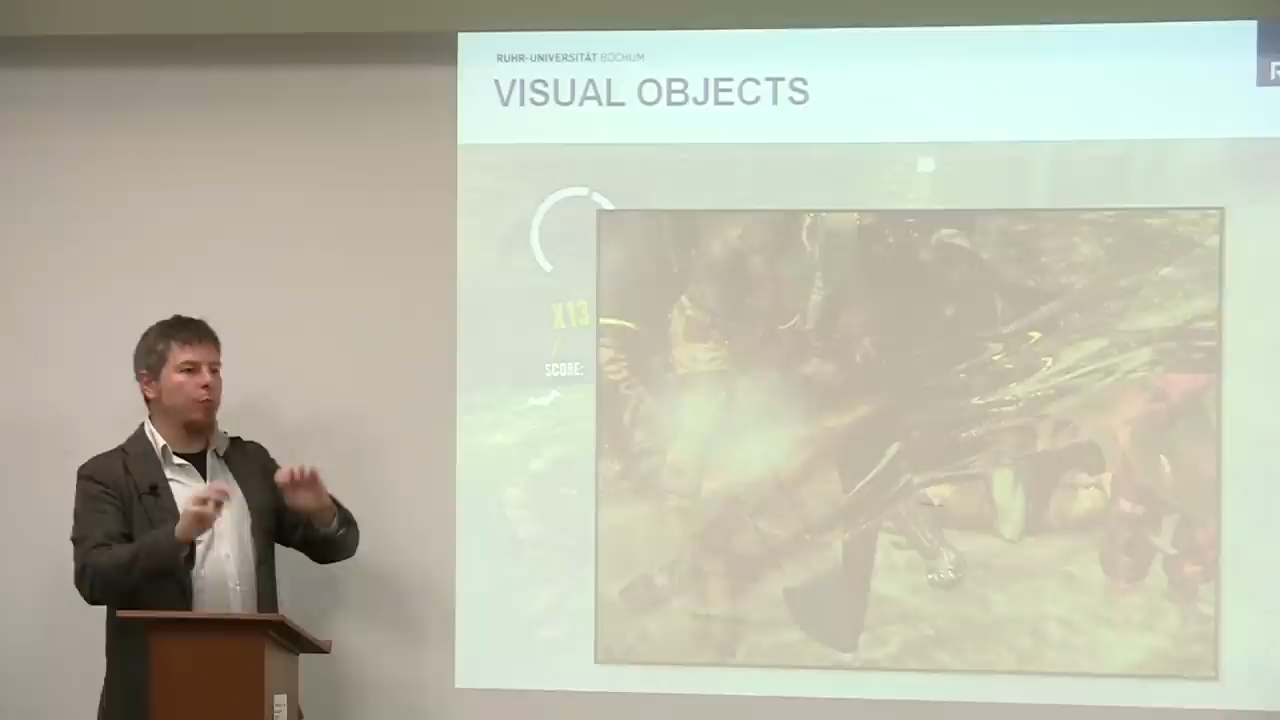 RUHR-UNIVERSITÄT BOCHUM
VISUAL OBJECTS
R
X13
SCORE: